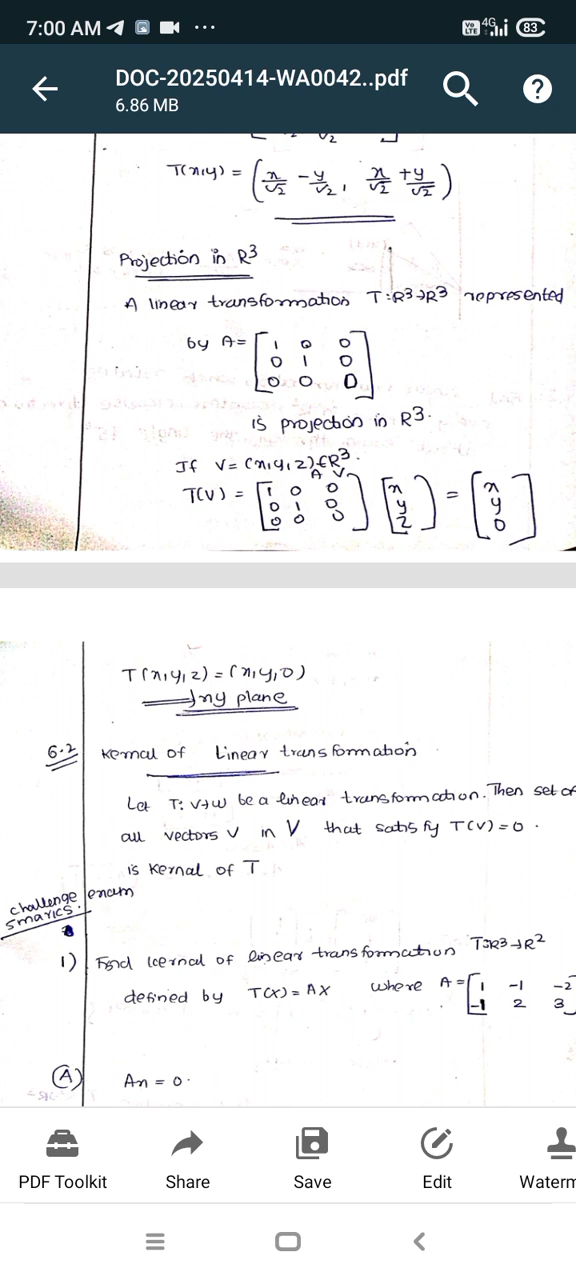 7:00 AM
4G
83
DOC-20250414-WA0042..pdf
6.86 MB
T(x,y) = (x/√2 - y/√2, x/√2 + y/√2)
Projection in R³
A linear transformation T:R³→R³ represented
by A= [1 0 0
0 1 0
0 0 0]
is projection in R³.
If V=(x,y,z)∈R³.
A V
T(V) = [1 0 0 [x = [x
0 1 0 y y
0 0 0] z] 0]
T(x,y,z)=(x,y,0)
xy plane
6.2 Kernal of Linear transformation
Let T: V→W be a linear transformation. Then set of
all vectors V in V that satisfy T(V)=0.
is Kernal of T.
challenge
smarics.
1) Find kernal of linear transformation T:R³→R²
defined by T(X)=AX where A=[1 -1 -2
-1 2 3]
(A) Ax = 0.
PDF Toolkit
Share
Save
Edit
Waterm